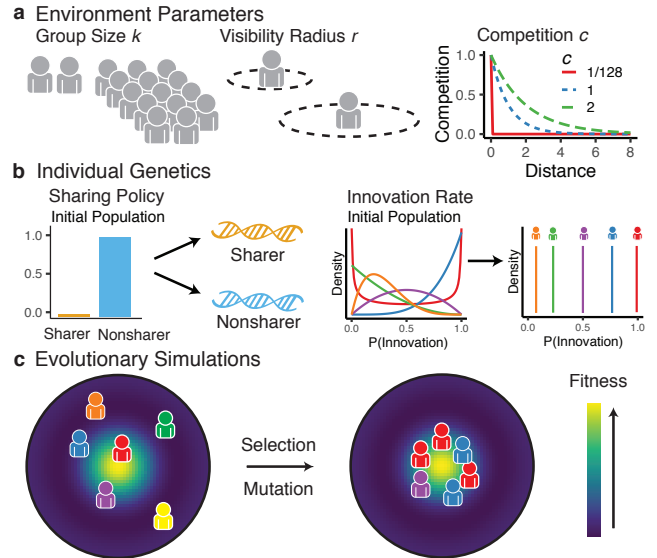 a Environment Parameters
Group Size k
Visibility Radius r
Competition c
Competition
1.0
0.5
0.0
c
1/128
1
2
0 2 4 6 8
Distance
b Individual Genetics
Sharing Policy
Initial Population
1.0
0.5
0.0
Sharer Nonsharer
Sharer
Nonsharer
Innovation Rate
Initial Population
Density
0.0 0.5 1.0
P(Innovation)
Density
0.0 0.5 1.0
P(Innovation)
c Evolutionary Simulations
Selection
Mutation
Fitness